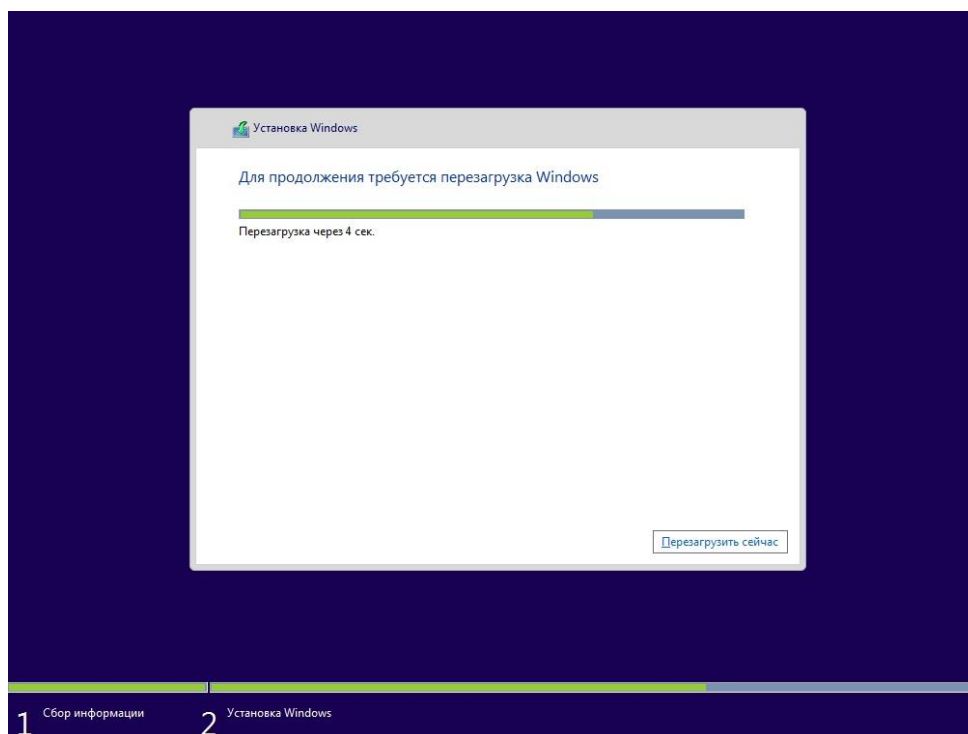 Установка Windows
Для продолжения требуется перезагрузка Windows
Перезагрузка через 4 сек.
Перезагрузить сейчас
1 Сбор информации
2 Установка Windows